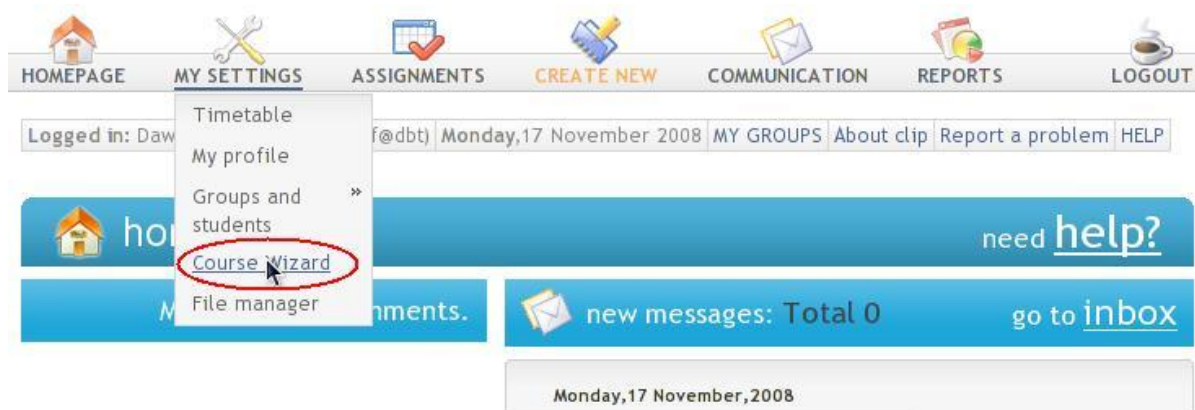 HOMEPAGE MY SETTINGS ASSIGNMENTS CREATE NEW COMMUNICATION REPORTS LOGOUT
Timetable
Logged in: Daw f@dbt) Monday,17 November 2008 MY GROUPS About clip Report a problem HELP
My profile
Groups and »
students
need help?
Course Wizard
File manager
nments. new messages: Total 0 go to inbox
Monday,17 November,2008